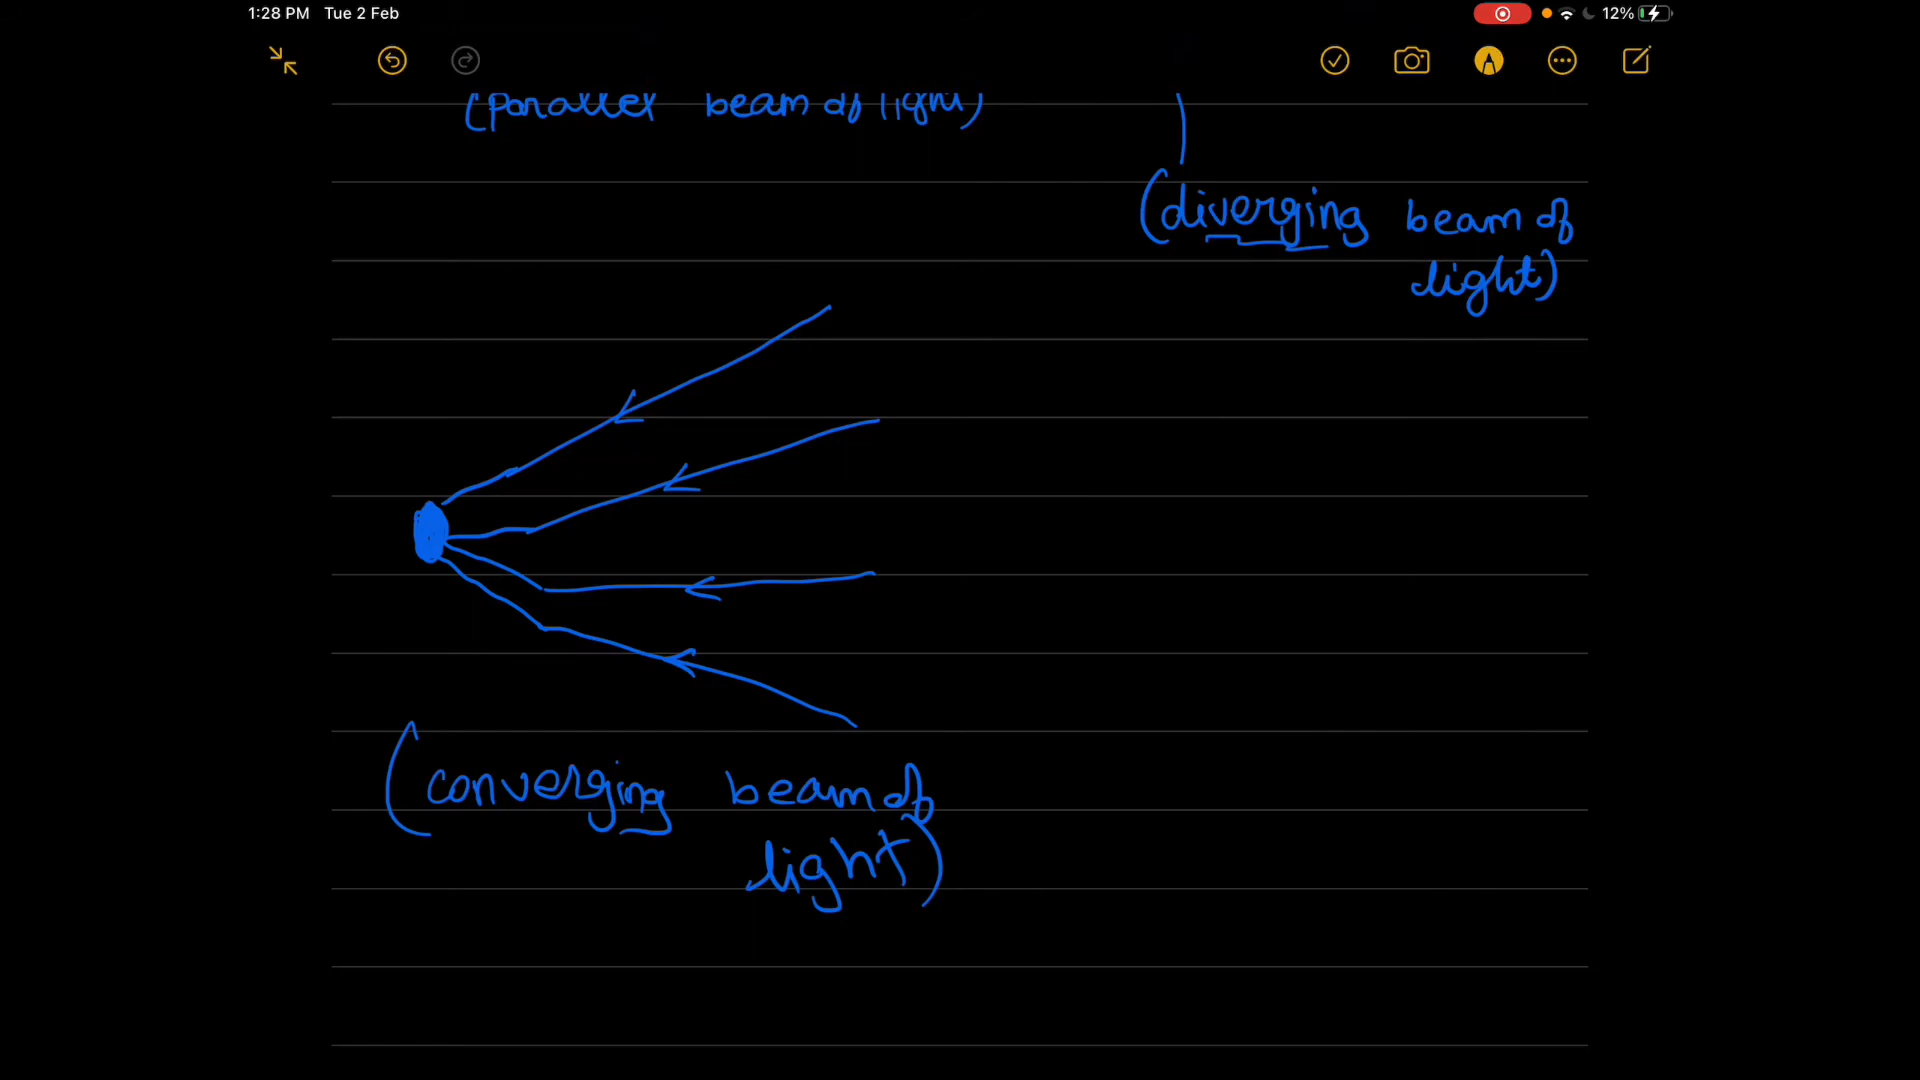 1:28 PM Tue 2 Feb
12%
(parallel beam of light)
(diverging beam of
light)
(converging beam of
light)